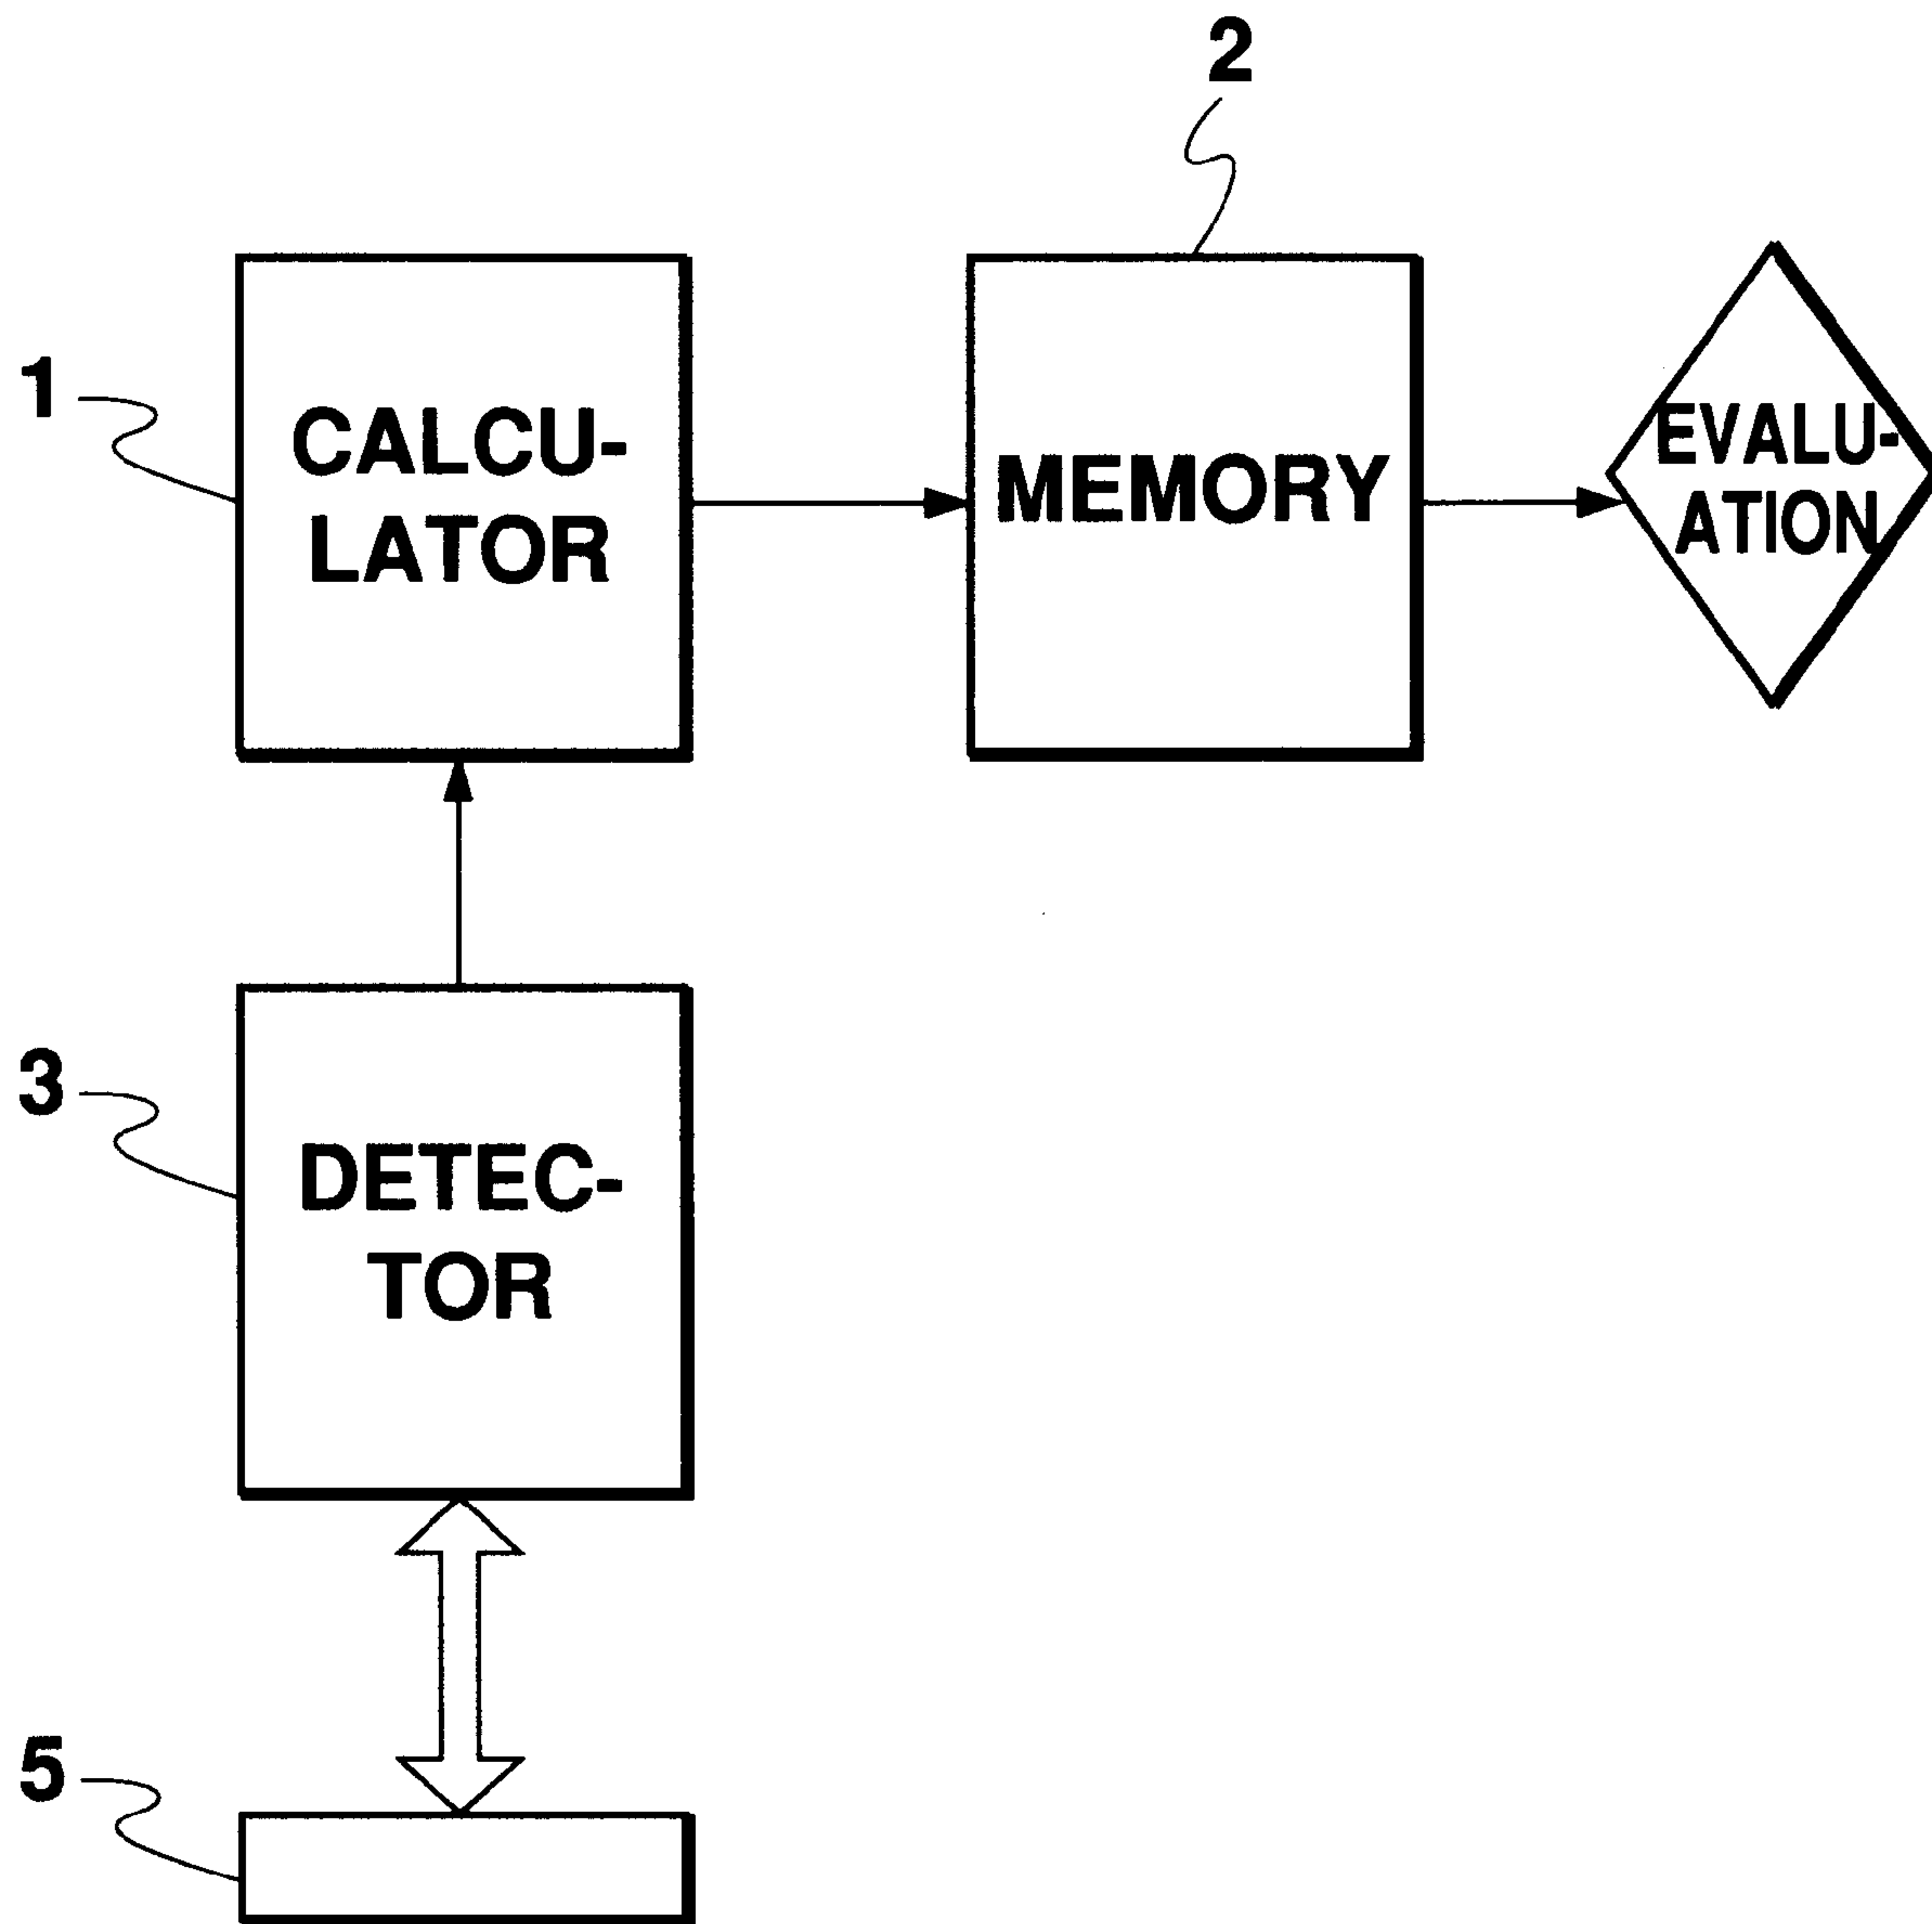 2
1
CALCU-
LATOR
MEMORY
EVALU-
ATION
3
DETEC-
TOR
5